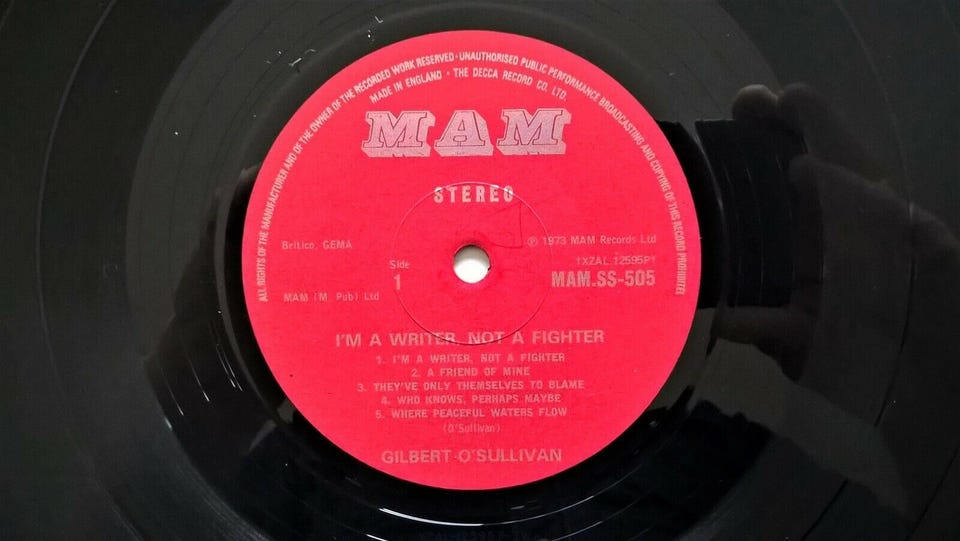 ALL RIGHTS OF THE MANUFACTURER AND OF THE OWNER OF THE RECORDED WORK RESERVED · UNAUTHORISED PUBLIC PERFORMANCE BROADCASTING AND COPYING OF THIS RECORD PROHIBITED
MADE IN ENGLAND · THE DECCA RECORD CO. LTD.
MAM
STEREO
Britico, GEMA
℗ 1973 MAM Records Ltd
Side
†XZAL 12595P†
1
MAM.SS-505
MAM (M Pub) Ltd
I'M A WRITER, NOT A FIGHTER
1. I'M A WRITER, NOT A FIGHTER
2. A FRIEND OF MINE
3. THEY'VE ONLY THEMSELVES TO BLAME
4. WHO KNOWS, PERHAPS MAYBE
5. WHERE PEACEFUL WATERS FLOW
(O'Sullivan)
GILBERT O'SULLIVAN